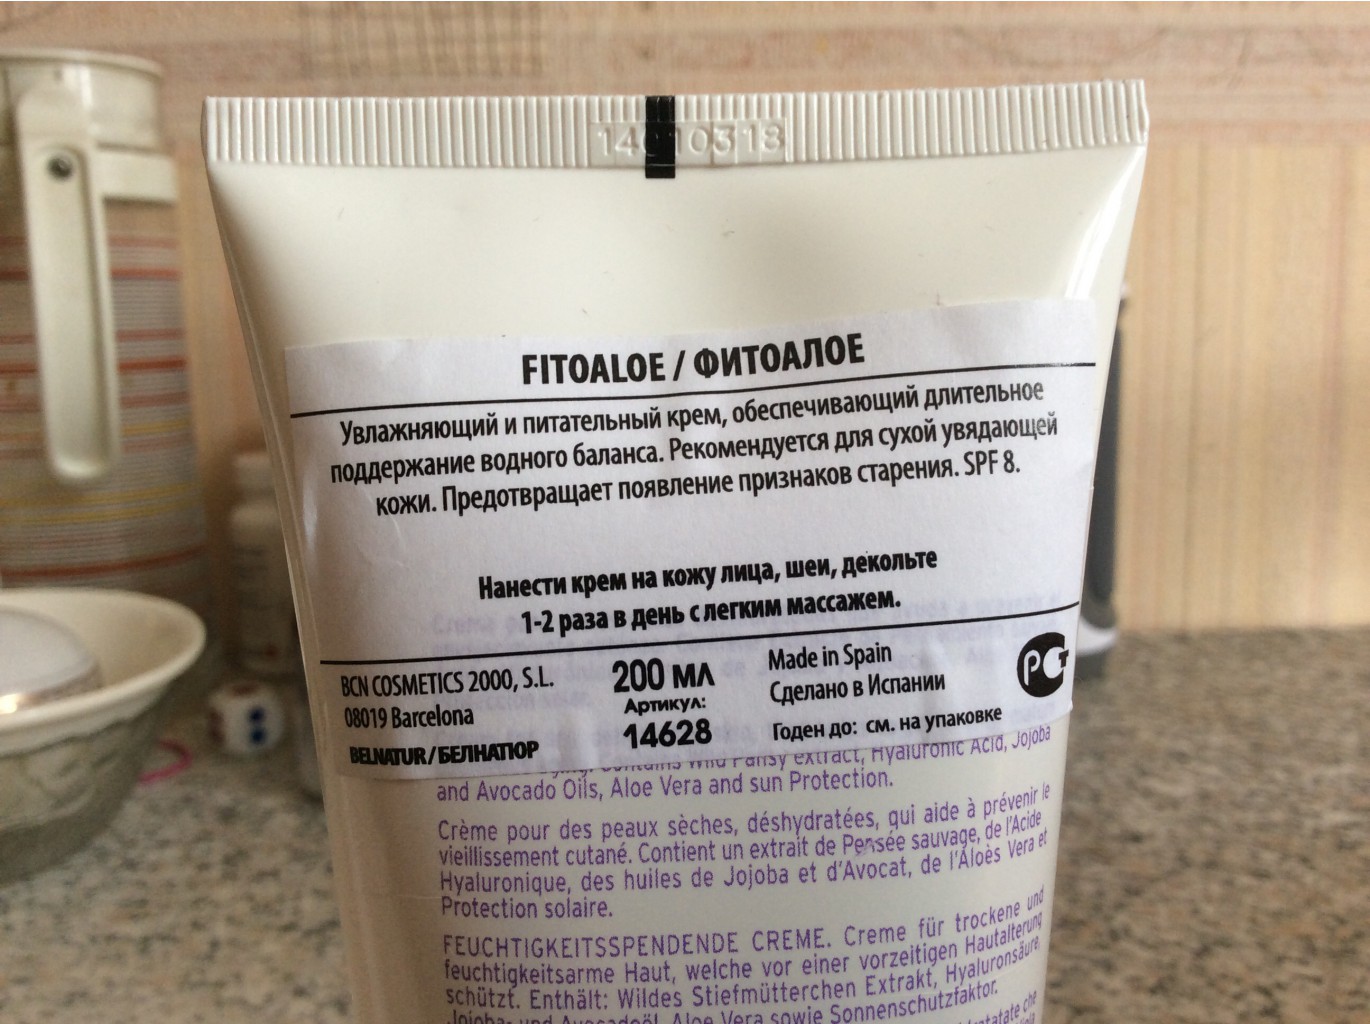 FITOALOE / ФИТОАЛОЕ
Увлажняющий и питательный крем, обеспечивающий длительное
поддержание водного баланса. Рекомендуется для сухой увядающей
кожи. Предотвращает появление признаков старения. SPF 8.
Нанести крем на кожу лица, шеи, декольте
1-2 раза в день с легким массажем.
BCN COSMETICS 2000, S.L.
08019 Barcelona
BELNATUR / БЕЛНАТЮР
200 МЛ
Артикул:
14628
Made in Spain
Сделано в Испании
Годен до: см. на упаковке
РСТ
Contains Wild Pansy extract, Hyaluronic Acid, Jojoba
and Avocado Oils, Aloe Vera and sun Protection.
Crème pour des peaux sèches, déshydratées, qui aide à prévenir le
vieillissement cutané. Contient un extrait de Pensée sauvage, de l'Acide
Hyaluronique, des huiles de Jojoba et d'Avocat, de l'Áloès Vera et
Protection solaire.
FEUCHTIGKEITSSPENDENDE CREME. Creme für trockene und
feuchtigkeitsarme Haut, welche vor einer vorzeitigen Hautalterung
schützt. Enthält: Wildes Stiefmütterchen Extrakt, Hyaluronsäure,
Jojoba- und Avocadoöl, Aloe Vera sowie Sonnenschutzfaktor.